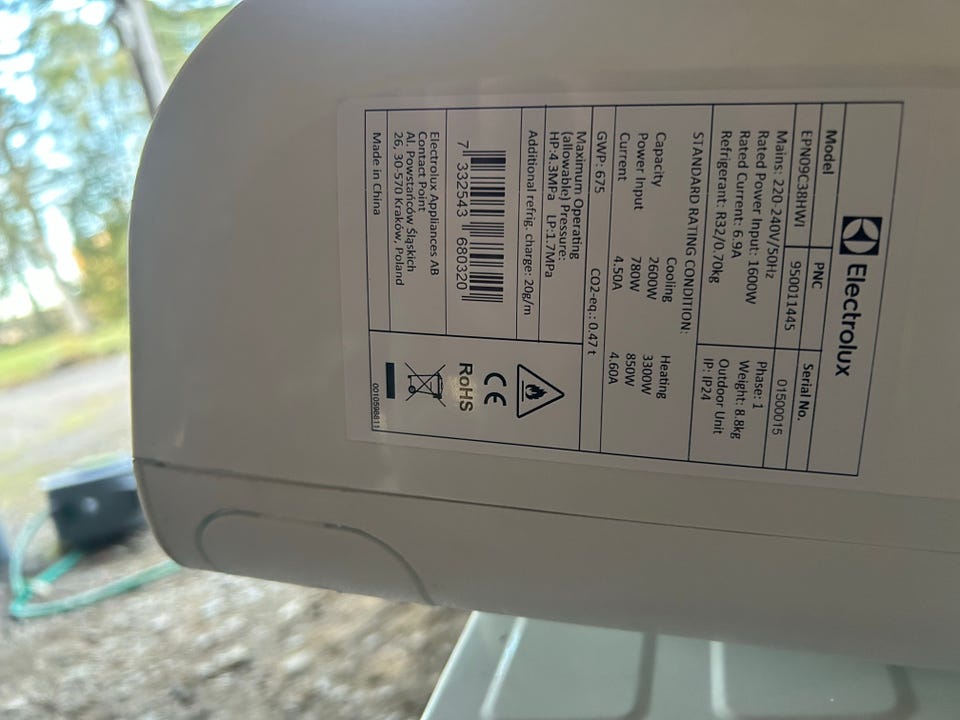 Electrolux
Model PNC Serial No.
EPN09C38HWI 950011445 01500015
Mains: 220-240V/50Hz Phase: 1
Rated Power Input: 1600W Weight: 8.8kg
Rated Current: 6.9A Outdoor Unit
Refrigerant: R32/0.70kg IP: IP24
STANDARD RATING CONDITION:
Cooling Heating
Capacity 2600W 3300W
Power Input 780W 850W
Current 4.50A 4.60A
GWP: 675 CO2-eq.: 0.47 t
Maximum Operating
(allowable) Pressure:
HP:4.3MPa LP:1.7MPa
Additional refrig. charge: 20g/m
7 332543 680320
CE
RoHS
Electrolux Appliances AB
Contact Point
Al. Powstańców Śląskich
26, 30-570 Kraków, Poland
Made in China
0010598811